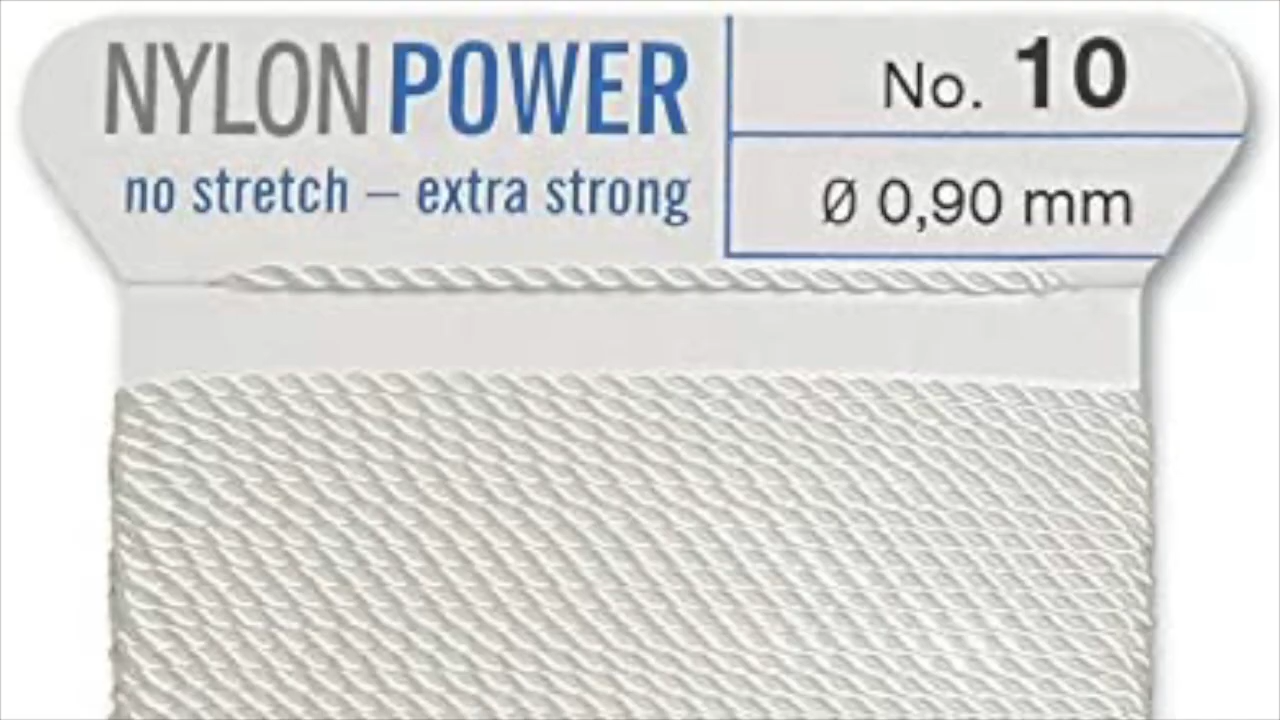 NYLON POWER
no stretch – extra strong
No. 10
Ø 0,90 mm